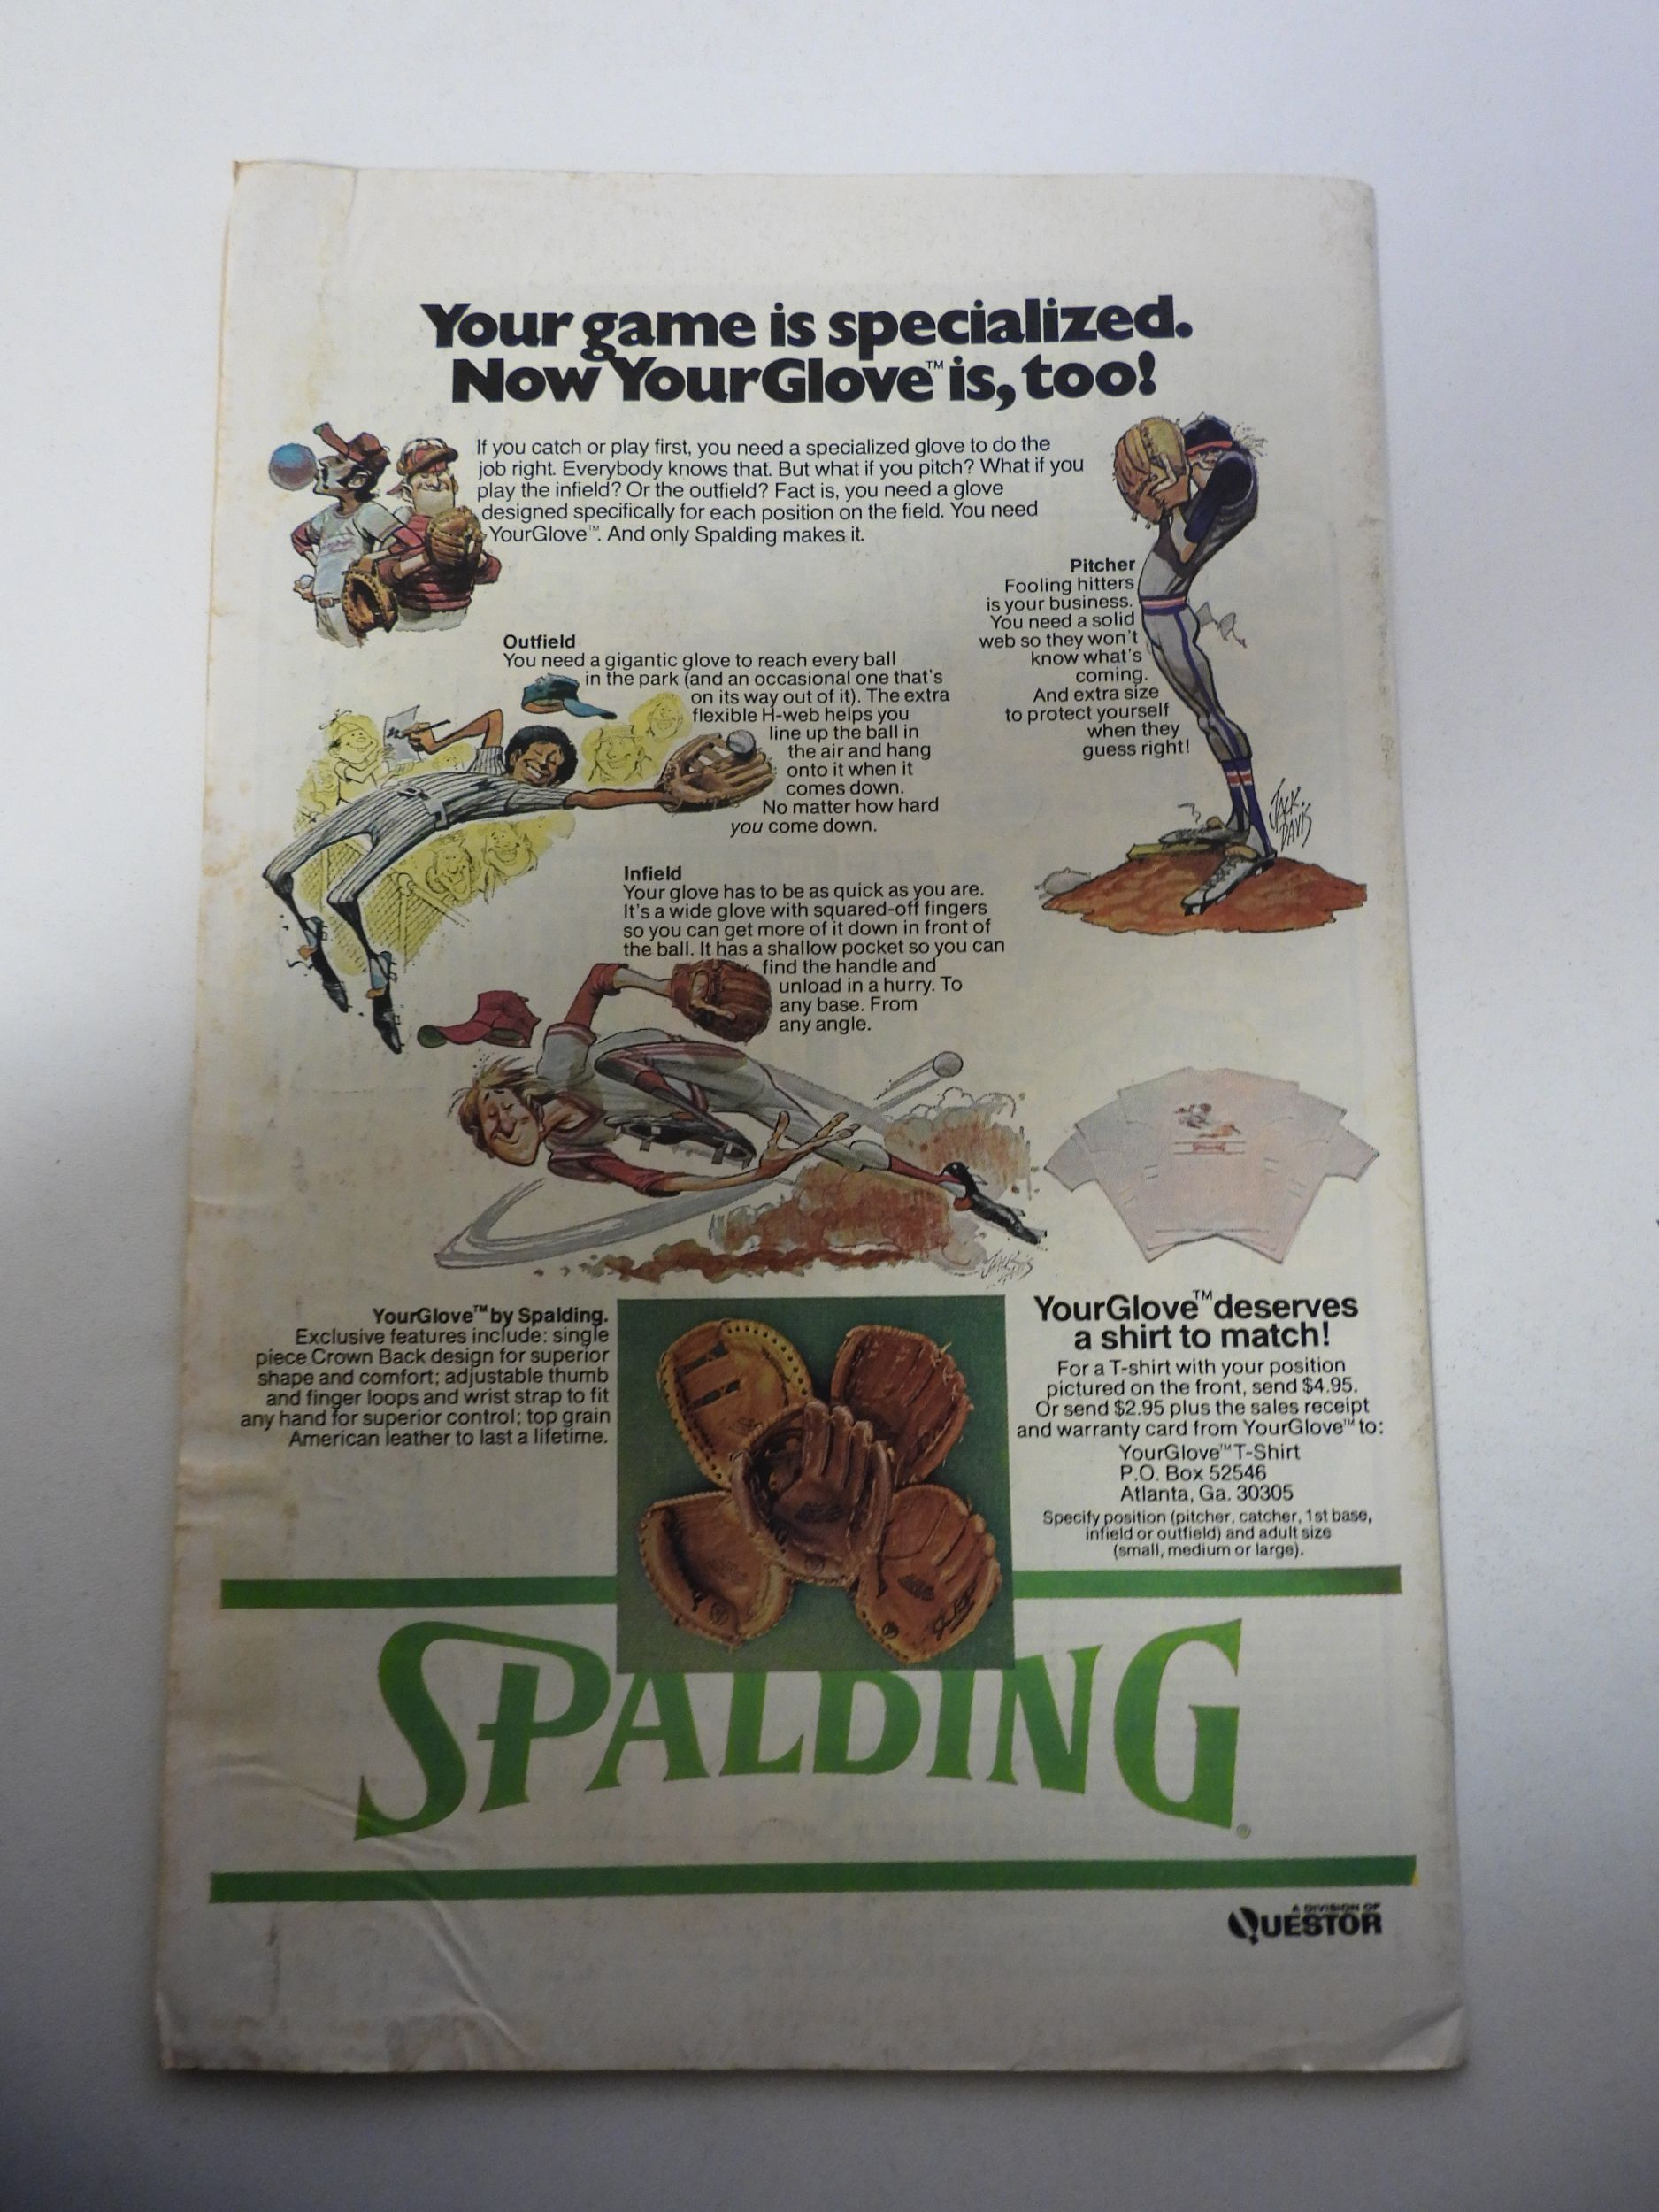 Your game is specialized.
Now YourGlove™ is, too!
If you catch or play first, you need a specialized glove to do the
job right. Everybody knows that. But what if you pitch? What if you
play the infield? Or the outfield? Fact is, you need a glove
designed specifically for each position on the field. You need
YourGlove™. And only Spalding makes it.
Pitcher
Fooling hitters
is your business.
You need a solid
web so they won't
know what's
coming.
And extra size
to protect yourself
when they
guess right!
JACK DAVIS
Outfield
You need a gigantic glove to reach every ball
in the park (and an occasional one that's
on its way out of it). The extra
flexible H-web helps you
line up the ball in
the air and hang
onto it when it
comes down.
No matter how hard
you come down.
Infield
Your glove has to be as quick as you are.
It's a wide glove with squared-off fingers
so you can get more of it down in front of
the ball. It has a shallow pocket so you can
find the handle and
unload in a hurry. To
any base. From
any angle.
JACK DAVIS
YourGlove™ by Spalding.
Exclusive features include: single
piece Crown Back design for superior
shape and comfort; adjustable thumb
and finger loops and wrist strap to fit
any hand for superior control; top grain
American leather to last a lifetime.
YourGlove™ deserves
a shirt to match!
For a T-shirt with your position
pictured on the front, send $4.95.
Or send $2.95 plus the sales receipt
and warranty card from YourGlove™ to:
YourGlove™ T-Shirt
P.O. Box 52546
Atlanta, Ga. 30305
Specify position (pitcher, catcher, 1st base,
infield or outfield) and adult size
(small, medium or large).
SPALDING®
A DIVISION OF
QUESTOR